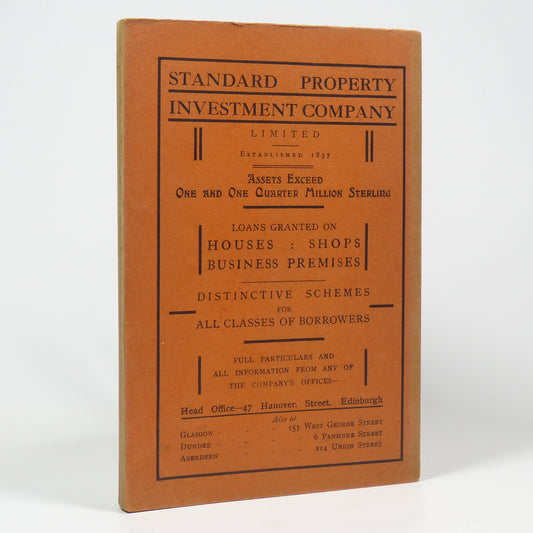 STANDARD PROPERTY
INVESTMENT COMPANY
LIMITED
ESTABLISHED 1857
ASSETS EXCEED
ONE AND ONE QUARTER MILLION STERLING
LOANS GRANTED ON
HOUSES : SHOPS
BUSINESS PREMISES
DISTINCTIVE SCHEMES
FOR
ALL CLASSES OF BORROWERS
FULL PARTICULARS AND
ALL INFORMATION FROM ANY OF
THE COMPANY'S OFFICES—
Head Office—47 Hanover, Street, Edinburgh
Also at
GLASGOW - - - 157 WEST GEORGE STREET
DUNDEE - - - 6 PANMURE STREET
ABERDEEN - - - 214 UNION STREET